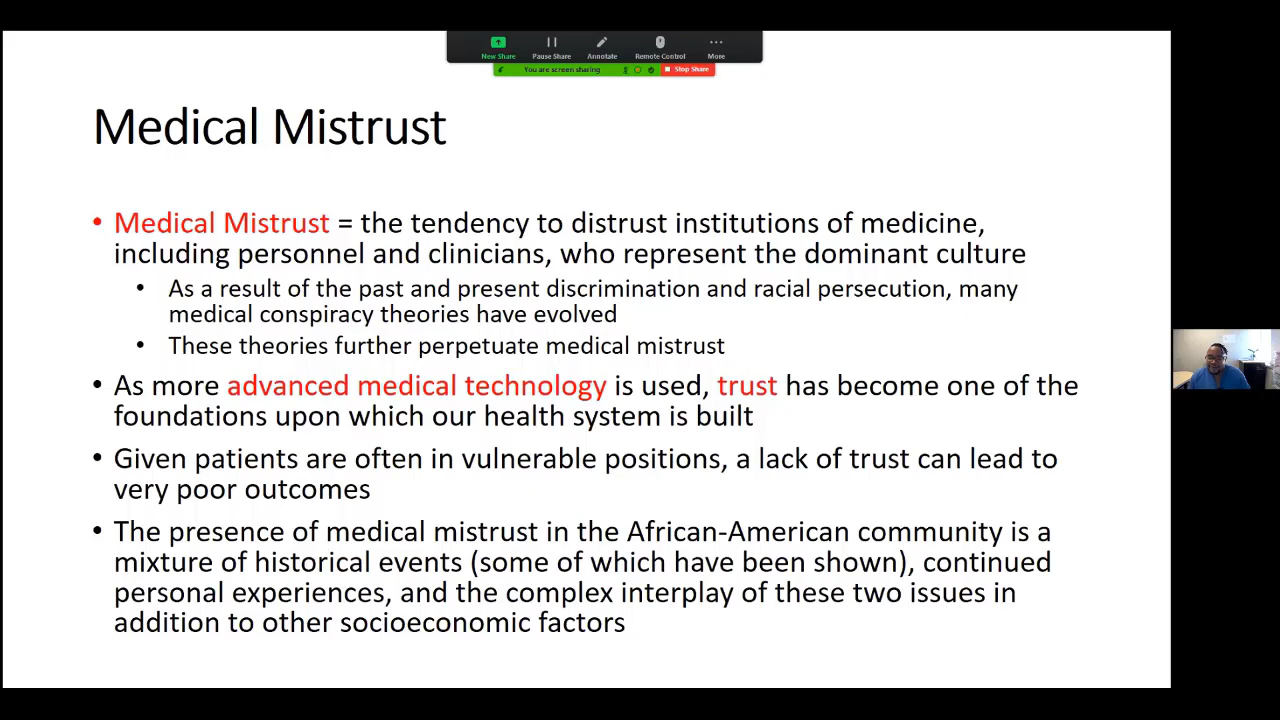 New Share
Pause Share
Annotate
Remote Control
More
You are screen sharing
Stop Share
Medical Mistrust
• Medical Mistrust = the tendency to distrust institutions of medicine,
including personnel and clinicians, who represent the dominant culture
• As a result of the past and present discrimination and racial persecution, many
medical conspiracy theories have evolved
• These theories further perpetuate medical mistrust
• As more advanced medical technology is used, trust has become one of the
foundations upon which our health system is built
• Given patients are often in vulnerable positions, a lack of trust can lead to
very poor outcomes
• The presence of medical mistrust in the African-American community is a
mixture of historical events (some of which have been shown), continued
personal experiences, and the complex interplay of these two issues in
addition to other socioeconomic factors